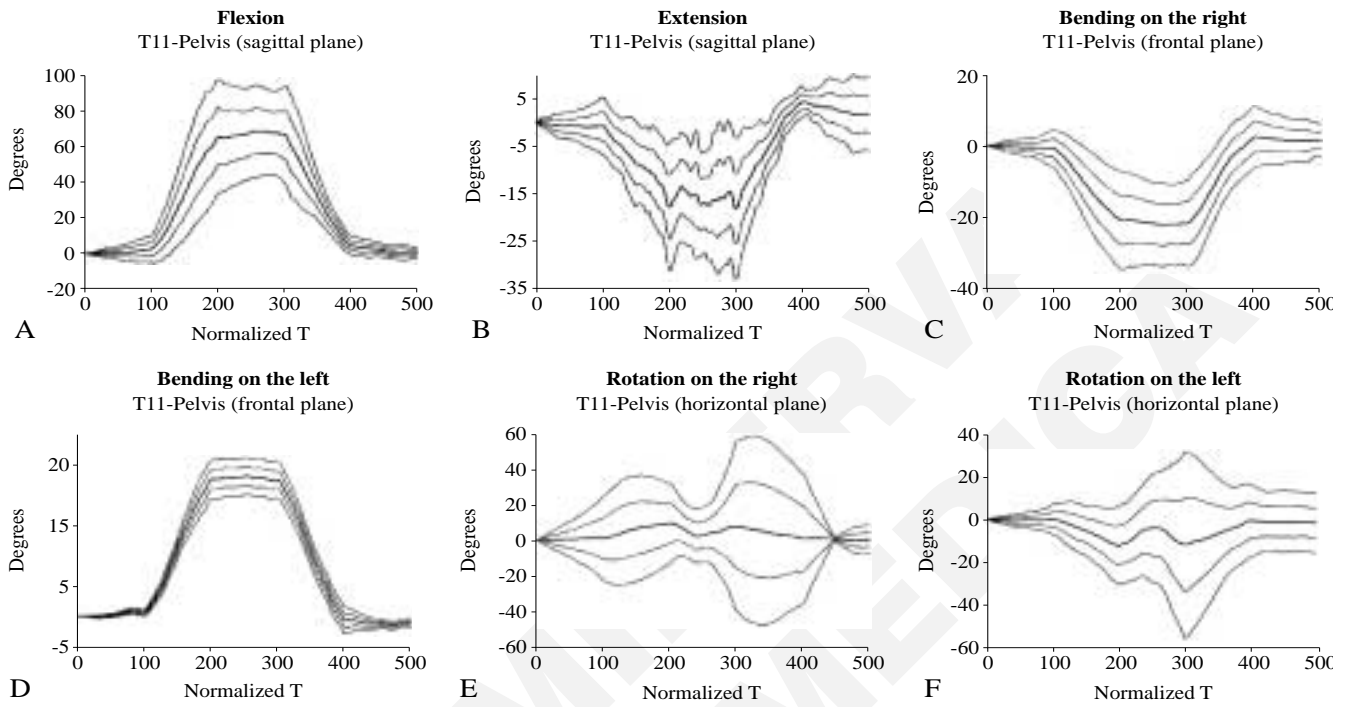 Flexion
T11-Pelvis (sagittal plane)
100
80
60
40
20
0
-20
Degrees
0 100 200 300 400 500
Normalized T
A
Extension
T11-Pelvis (sagittal plane)
5
-5
-15
-25
-35
Degrees
0 100 200 300 400 500
Normalized T
B
Bending on the right
T11-Pelvis (frontal plane)
20
0
-20
-40
Degrees
0 100 200 300 400 500
Normalized T
C
Bending on the left
T11-Pelvis (frontal plane)
20
15
5
-5
Degrees
0 100 200 300 400 500
Normalized T
D
Rotation on the right
T11-Pelvis (horizontal plane)
60
40
20
0
-20
-40
-60
Degrees
0 100 200 300 400 500
Normalized T
E
Rotation on the left
T11-Pelvis (horizontal plane)
40
20
0
-20
-40
-60
Degrees
0 100 200 300 400 500
Normalized T
F
MINERVA
MEDICA